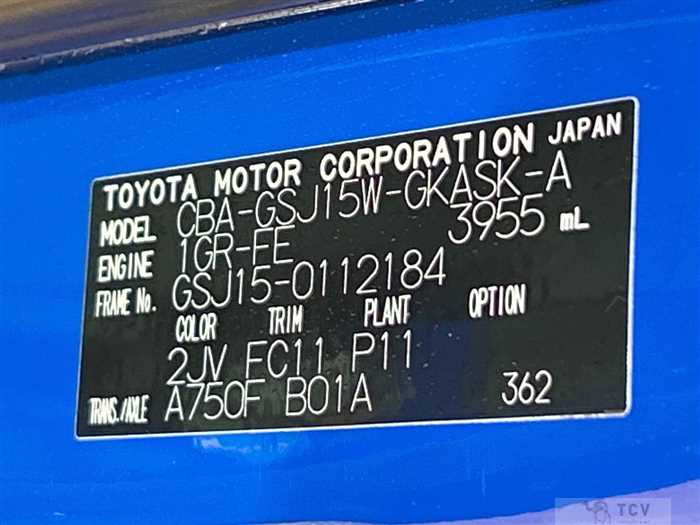 TOYOTA MOTOR CORPORATION JAPAN
MODEL CBA-GSJ15W-GKASK-A
ENGINE 1GR-FE 3955 mL
FRAME No. GSJ15-0112184
COLOR TRIM PLANT OPTION
2JV FC11 P11
TRANS./AXLE A750F B01A 362
TCV